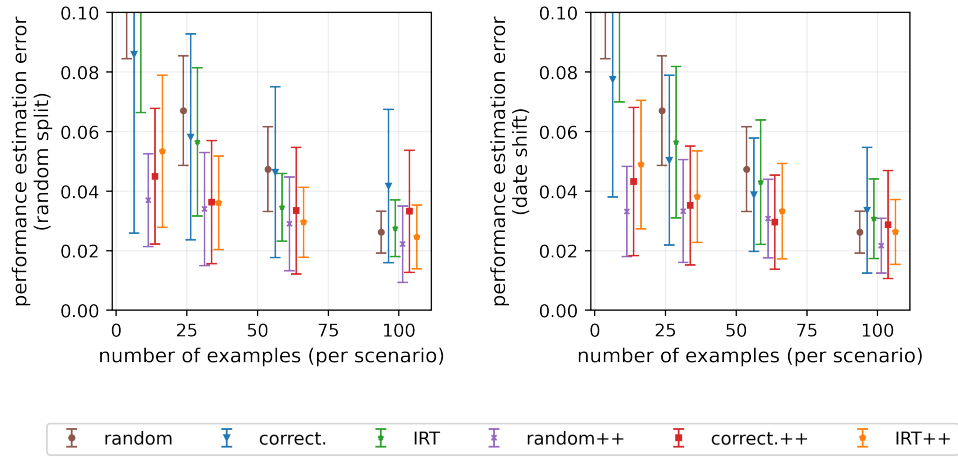 performance estimation error
(random split)
0.10
0.08
0.06
0.04
0.02
0.00
0
25
50
75
100
number of examples (per scenario)
performance estimation error
(date shift)
0.10
0.08
0.06
0.04
0.02
0.00
0
25
50
75
100
number of examples (per scenario)
random
correct.
IRT
random++
correct.++
IRT++